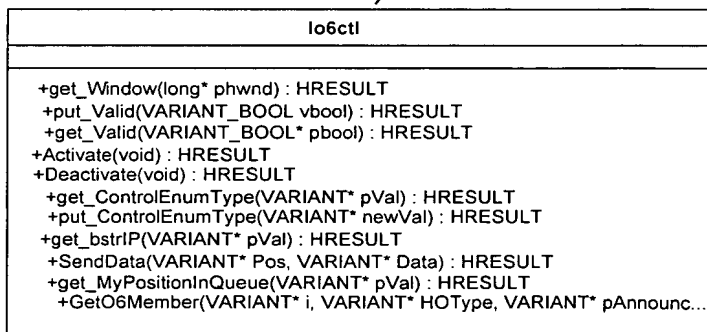 Io6ctl
+get_Window(long* phwnd) : HRESULT
+put_Valid(VARIANT_BOOL vbool) : HRESULT
+get_Valid(VARIANT_BOOL* pbool) : HRESULT
+Activate(void) : HRESULT
+Deactivate(void) : HRESULT
+get_ControlEnumType(VARIANT* pVal) : HRESULT
+put_ControlEnumType(VARIANT* newVal) : HRESULT
+get_bstrIP(VARIANT* pVal) : HRESULT
+SendData(VARIANT* Pos, VARIANT* Data) : HRESULT
+get_MyPositionInQueue(VARIANT* pVal) : HRESULT
+GetO6Member(VARIANT* i, VARIANT* HOType, VARIANT* pAnnounc...